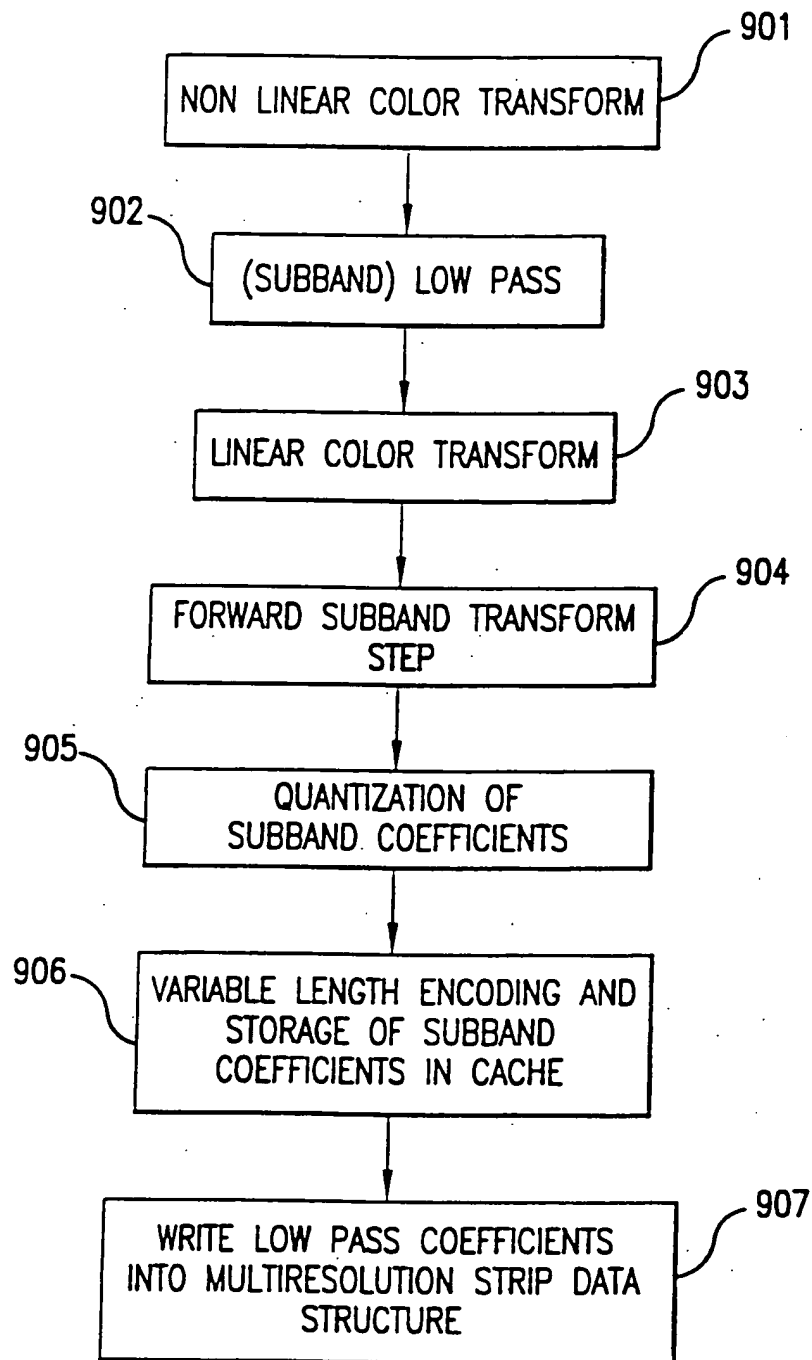 901
NON LINEAR COLOR TRANSFORM
902
(SUBBAND) LOW PASS
903
LINEAR COLOR TRANSFORM
904
FORWARD SUBBAND TRANSFORM
STEP
905
QUANTIZATION OF
SUBBAND COEFFICIENTS
906
VARIABLE LENGTH ENCODING AND
STORAGE OF SUBBAND
COEFFICIENTS IN CACHE
907
WRITE LOW PASS COEFFICIENTS
INTO MULTIRESOLUTION STRIP DATA
STRUCTURE